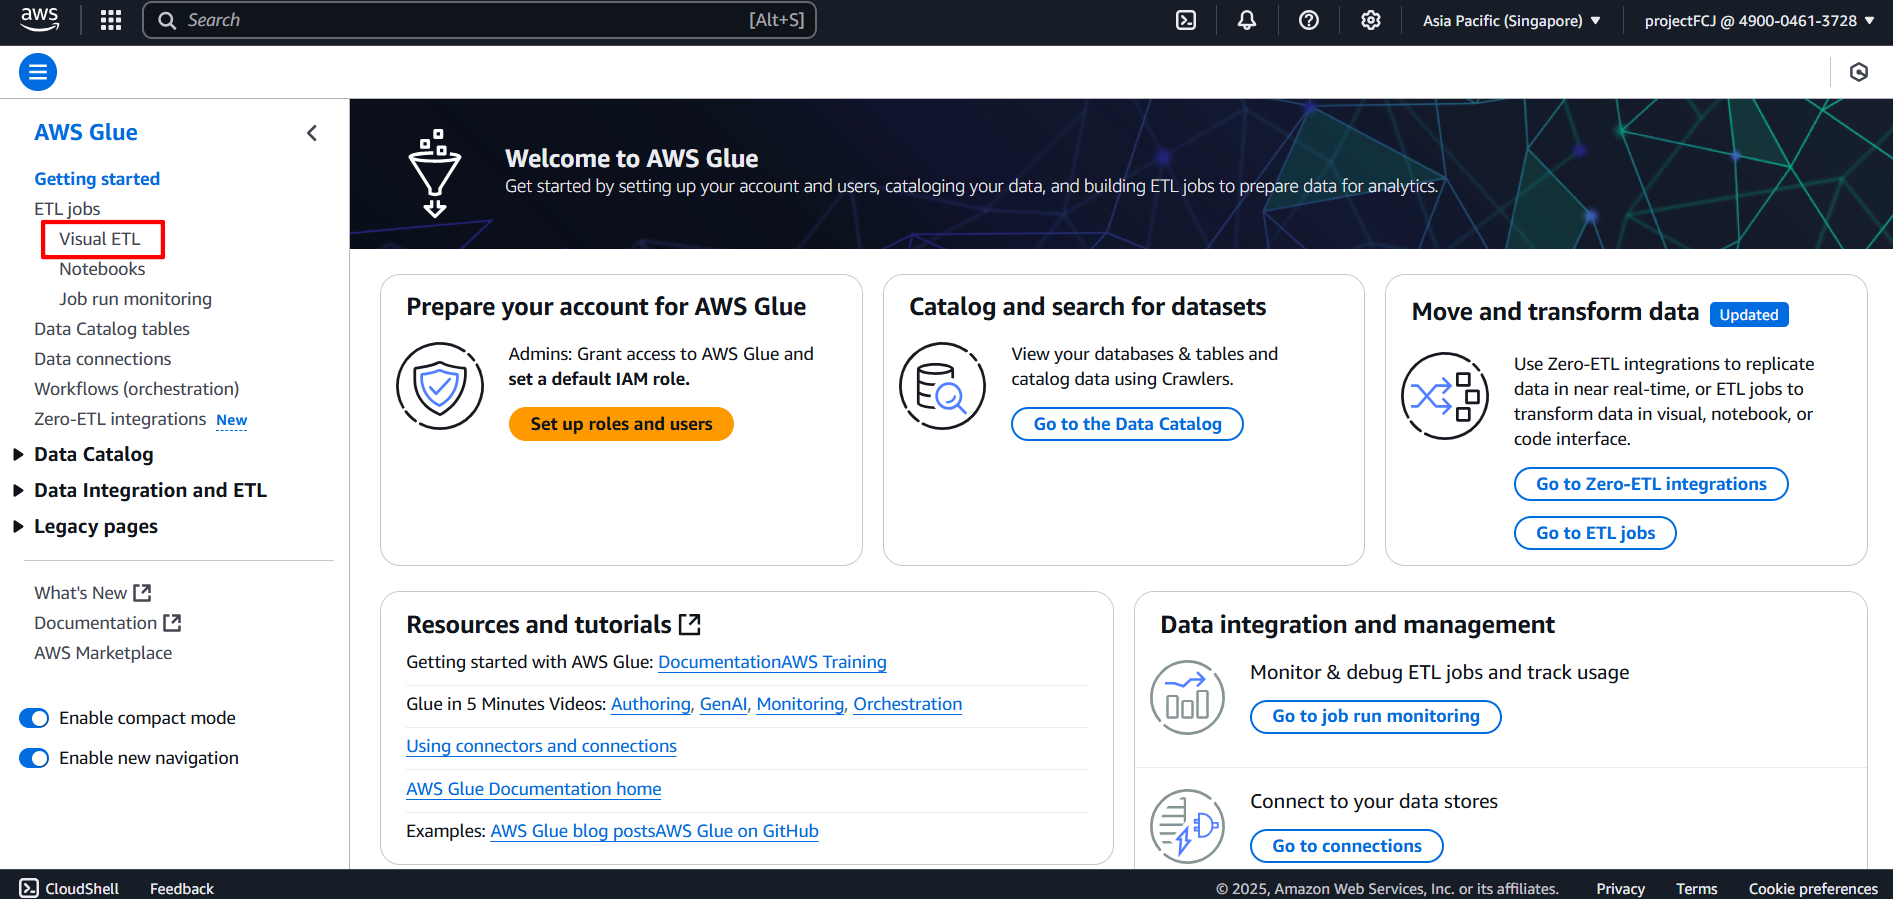 aws
Search
[Alt+S]
Asia Pacific (Singapore)
projectFCJ @ 4900-0461-3728
AWS Glue
Getting started
ETL jobs
Visual ETL
Notebooks
Job run monitoring
Data Catalog tables
Data connections
Workflows (orchestration)
Zero-ETL integrations New
Data Catalog
Data Integration and ETL
Legacy pages
What's New
Documentation
AWS Marketplace
Enable compact mode
Enable new navigation
Welcome to AWS Glue
Get started by setting up your account and users, cataloging your data, and building ETL jobs to prepare data for analytics.
Prepare your account for AWS Glue
Admins: Grant access to AWS Glue and
set a default IAM role.
Set up roles and users
Catalog and search for datasets
View your databases & tables and
catalog data using Crawlers.
Go to the Data Catalog
Move and transform data Updated
Use Zero-ETL integrations to replicate
data in near real-time, or ETL jobs to
transform data in visual, notebook, or
code interface.
Go to Zero-ETL integrations
Go to ETL jobs
Resources and tutorials
Getting started with AWS Glue: DocumentationAWS Training
Glue in 5 Minutes Videos: Authoring, GenAI, Monitoring, Orchestration
Using connectors and connections
AWS Glue Documentation home
Examples: AWS Glue blog postsAWS Glue on GitHub
Data integration and management
Monitor & debug ETL jobs and track usage
Go to job run monitoring
Connect to your data stores
Go to connections
CloudShell
Feedback
© 2025, Amazon Web Services, Inc. or its affiliates.
Privacy
Terms
Cookie preferences